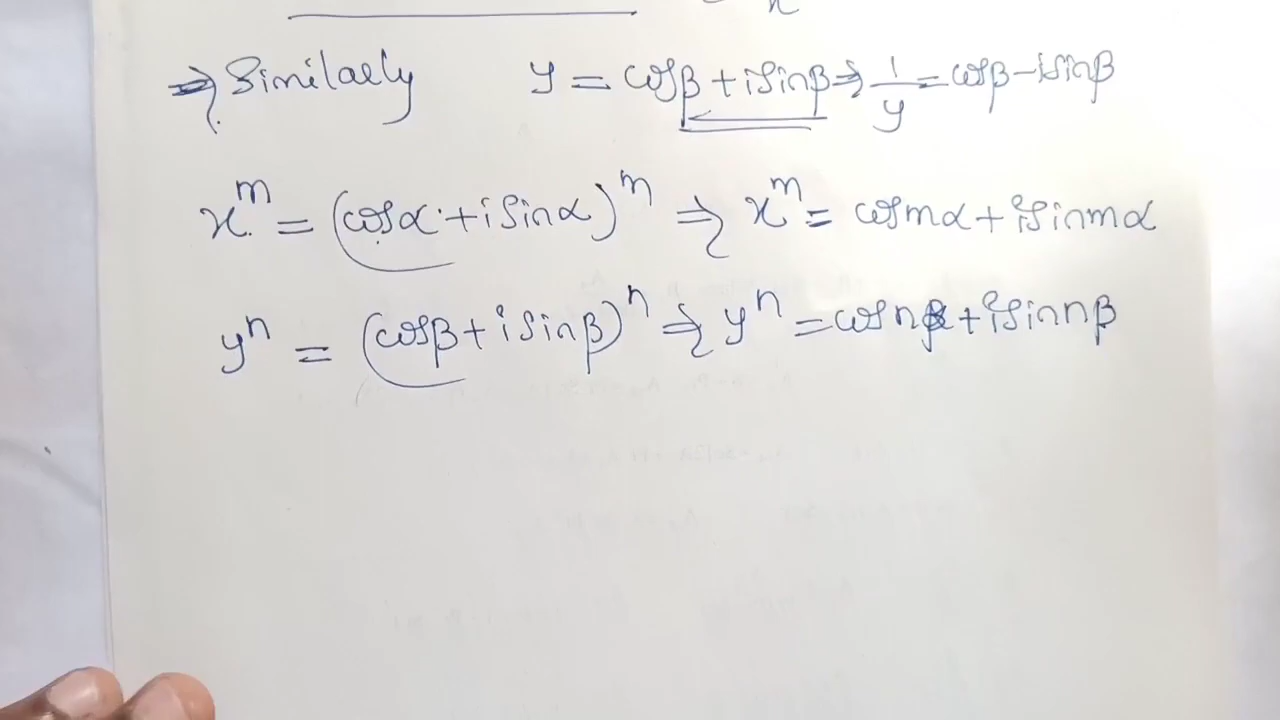 ⇒ Similarly y = cosβ + isinβ ⇒ 1/y = cosβ - isinβ
x^m = (cosα + isinα)^m ⇒ x^m = cosmα + isinmα
y^n = (cosβ + isinβ)^n ⇒ y^n = cosnβ + isinnβ